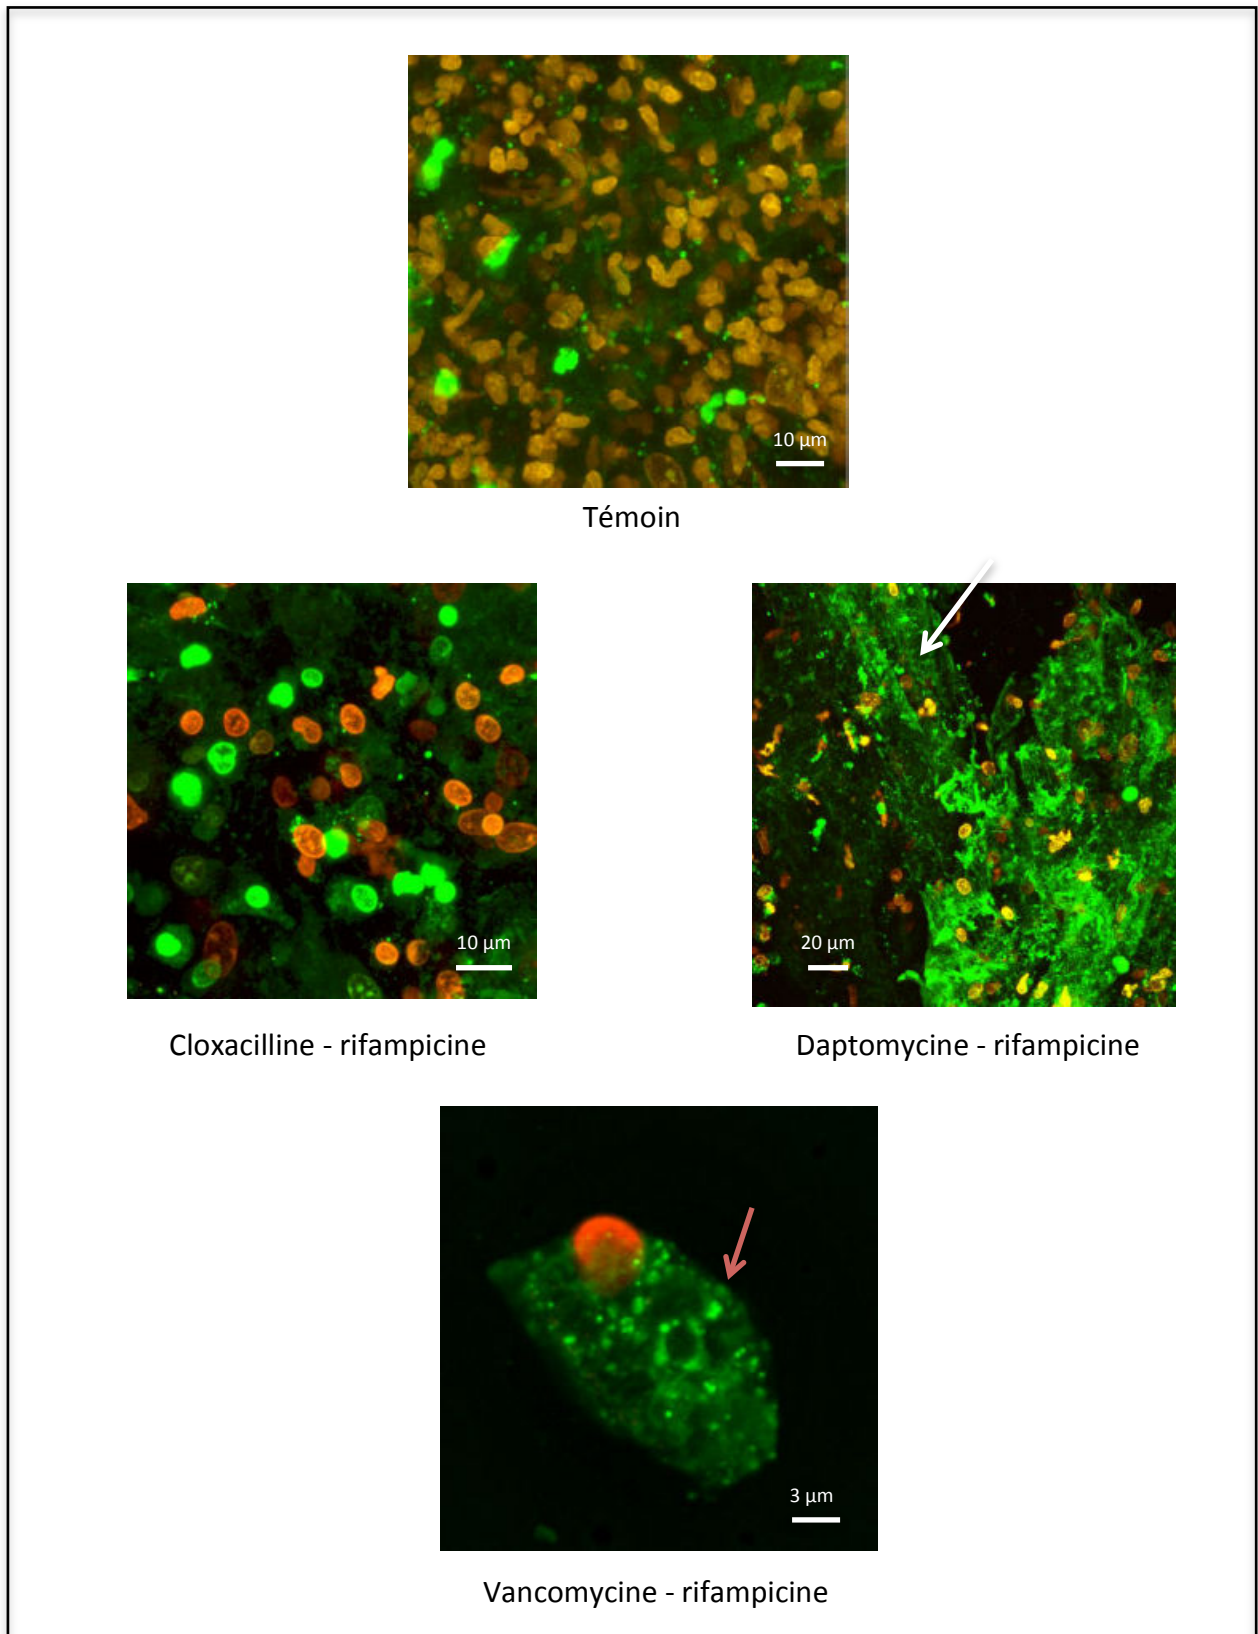 10 µm
Témoin
10 µm
20 µm
Cloxacilline - rifampicine
Daptomycine - rifampicine
3 µm
Vancomycine - rifampicine